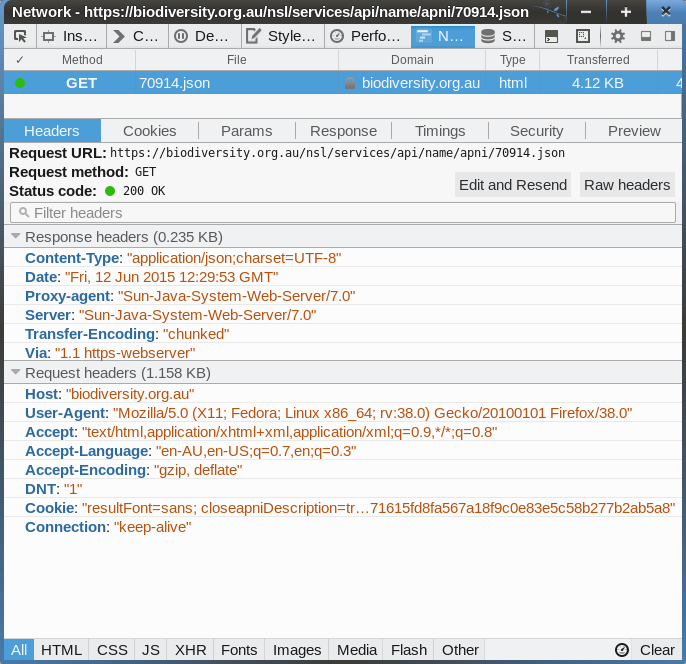 Network - https://biodiversity.org.au/nsl/services/api/name/apni/70914.json
Ins… C… De… Style… Perfo… N… S…
✓ Method File Domain Type Transferred
GET 70914.json biodiversity.org.au html 4.12 KB 4
Headers Cookies Params Response Timings Security Preview
Request URL: https://biodiversity.org.au/nsl/services/api/name/apni/70914.json
Request method: GET
Status code: 200 OK
Edit and Resend Raw headers
Filter headers
Response headers (0.235 KB)
Content-Type: "application/json;charset=UTF-8"
Date: "Fri, 12 Jun 2015 12:29:53 GMT"
Proxy-agent: "Sun-Java-System-Web-Server/7.0"
Server: "Sun-Java-System-Web-Server/7.0"
Transfer-Encoding: "chunked"
Via: "1.1 https-webserver"
Request headers (1.158 KB)
Host: "biodiversity.org.au"
User-Agent: "Mozilla/5.0 (X11; Fedora; Linux x86_64; rv:38.0) Gecko/20100101 Firefox/38.0"
Accept: "text/html,application/xhtml+xml,application/xml;q=0.9,*/*;q=0.8"
Accept-Language: "en-AU,en-US;q=0.7,en;q=0.3"
Accept-Encoding: "gzip, deflate"
DNT: "1"
Cookie: "resultFont=sans; closeapniDescription=tr…71615fd8fa567a18f9c0e83e5c58b277b2ab5a8"
Connection: "keep-alive"
All HTML CSS JS XHR Fonts Images Media Flash Other Clear